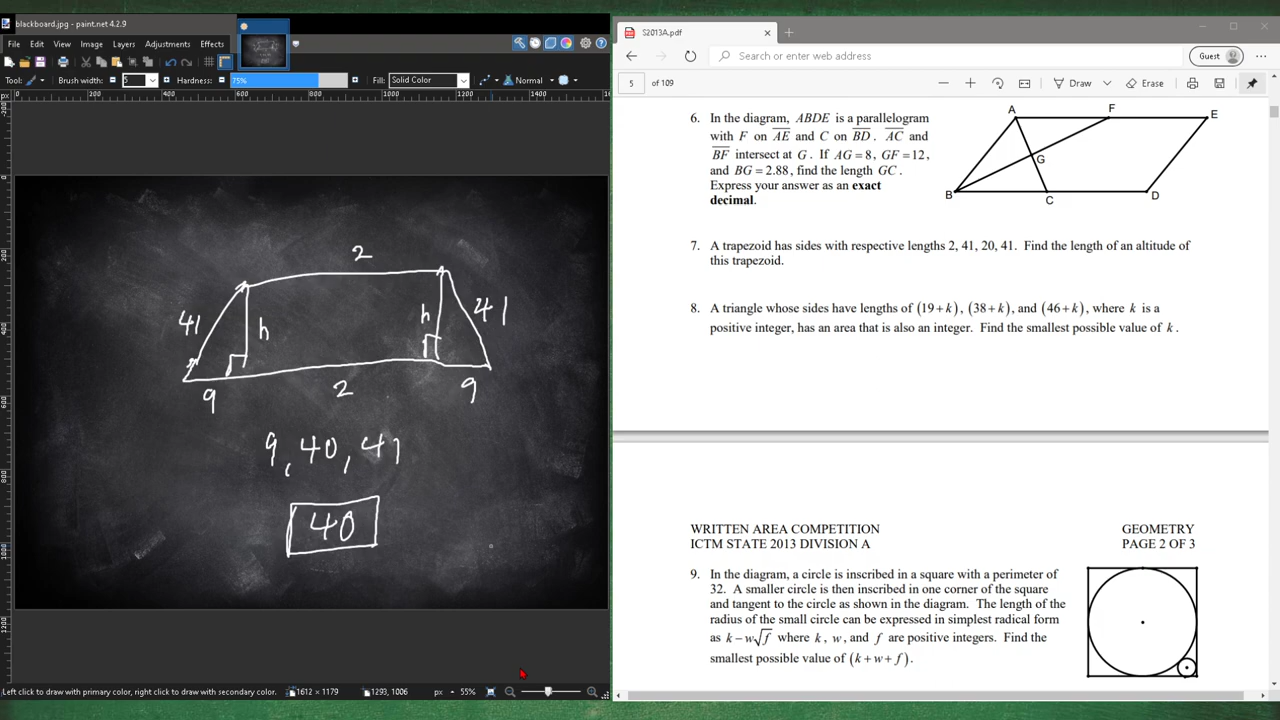 blackboard.jpg - paint.net 4.2.9
File Edit View Image Layers Adjustments Effects
Tool: Brush width: 5 Hardness: 75% Fill: Solid Color Normal
px 0 200 400 600 800 1000 1200 1400 1600
2
41 h h 41
9 2 9
9, 40, 41
40
Left click to draw with primary color, right click to draw with secondary color. 1612 × 1179 1293, 1006 px 55%
S2013A.pdf
Search or enter web address Guest
5 of 109 Draw Erase
6. In the diagram, ABDE is a parallelogram
with F on AE and C on BD. AC and
BF intersect at G. If AG = 8, GF = 12,
and BG = 2.88, find the length GC.
Express your answer as an exact
decimal.
A F E
G
B C D
7. A trapezoid has sides with respective lengths 2, 41, 20, 41. Find the length of an altitude of
this trapezoid.
8. A triangle whose sides have lengths of (19+k), (38+k), and (46+k), where k is a
positive integer, has an area that is also an integer. Find the smallest possible value of k.
WRITTEN AREA COMPETITION GEOMETRY
ICTM STATE 2013 DIVISION A PAGE 2 OF 3
9. In the diagram, a circle is inscribed in a square with a perimeter of
32. A smaller circle is then inscribed in one corner of the square
and tangent to the circle as shown in the diagram. The length of the
radius of the small circle can be expressed in simplest radical form
as k − w√f where k, w, and f are positive integers. Find the
smallest possible value of (k + w + f).